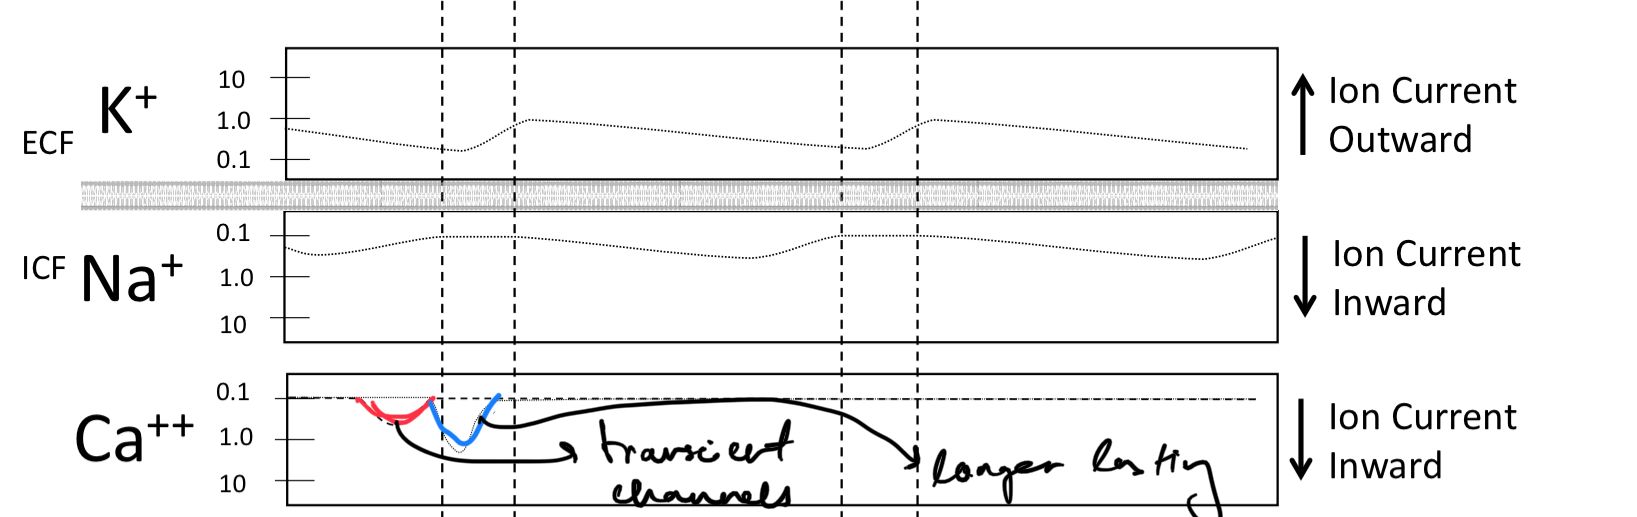 K+
ECF
10
1.0
0.1
Ion Current
Outward
ICF
Na+
0.1
1.0
10
Ion Current
Inward
Ca++
0.1
1.0
10
Ion Current
Inward
transcient
channels
longer lasting